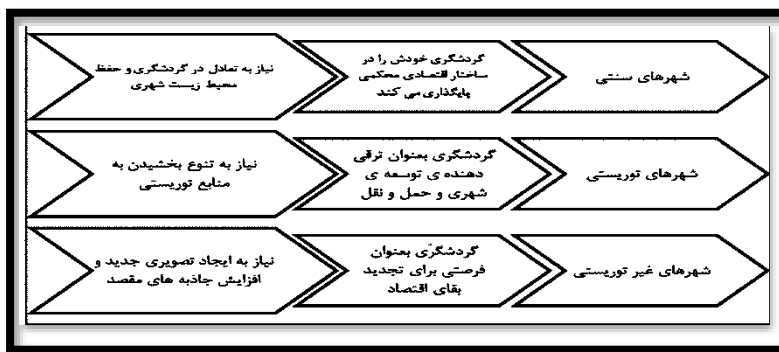 شهرهای سنتی
گردشگری خودش را در
ساختار اقتصادی محکمی
پایگذاری می کند
نیاز به تعادل در گردشگری و حفظ
محیط زیست شهری
شهرهای توریستی
گردشگری بعنوان ترقی
دهنده ی توسعه ی
شهری و حمل و نقل
نیاز به تنوع بخشیدن به
منابع توریستی
شهرهای غیر توریستی
گردشگری بعنوان
فرصتی برای تجدید
بقای اقتصاد
نیاز به ایجاد تصویری جدید و
افزایش جاذبه های مقصد